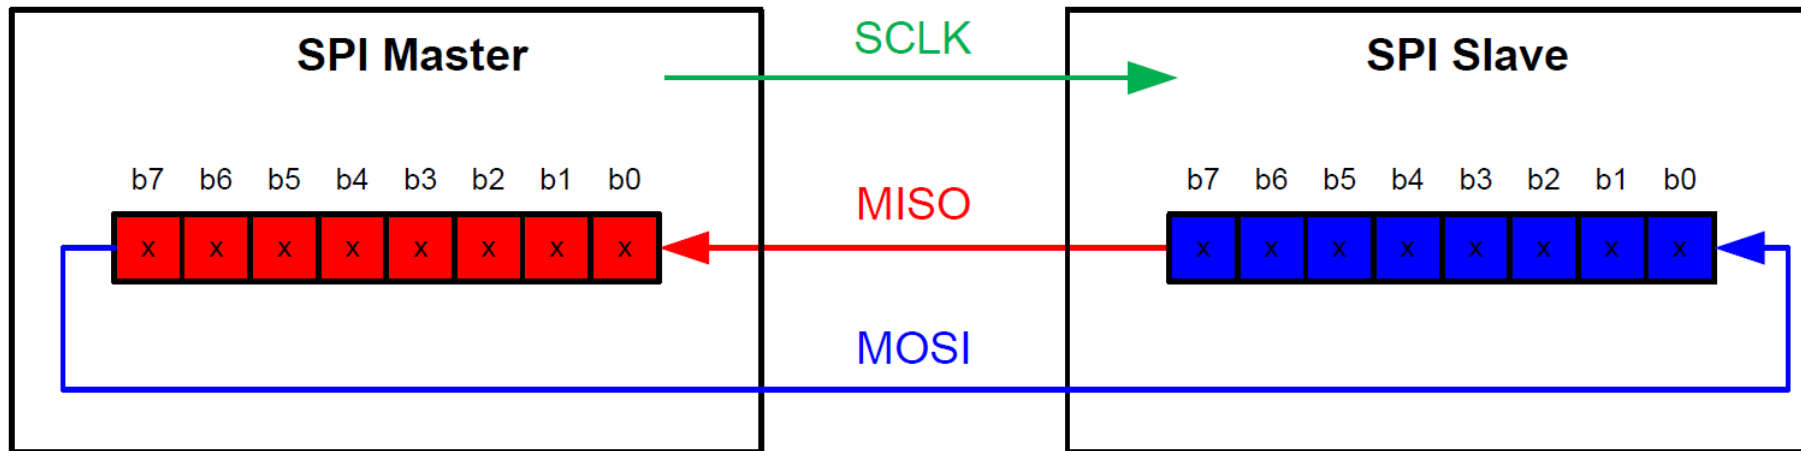 SPI Master
SCLK
SPI Slave
b7 b6 b5 b4 b3 b2 b1 b0
MISO
b7 b6 b5 b4 b3 b2 b1 b0
x x x x x x x x
x x x x x x x x
MOSI